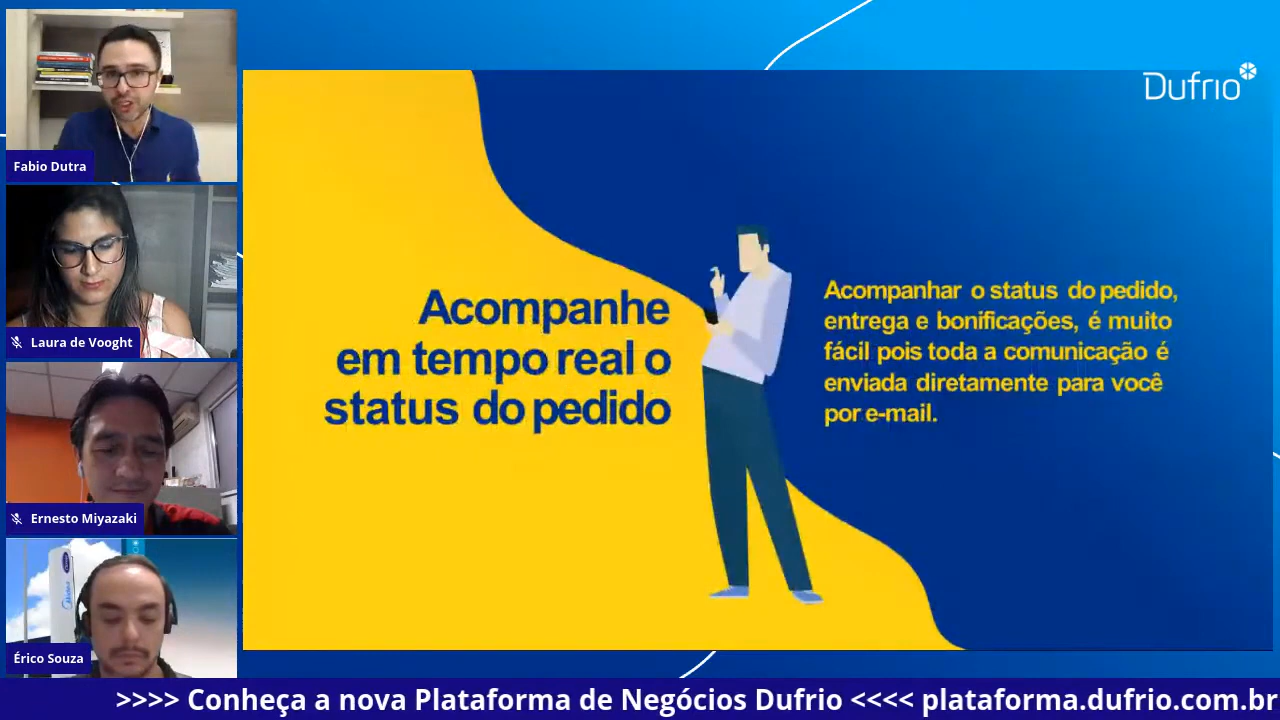 Dufrio
Fabio Dutra
Laura de Vooght
Ernesto Miyazaki
Érico Souza
Midea
Acompanhe
em tempo real o
status do pedido
Acompanhar o status do pedido,
entrega e bonificações, é muito
fácil pois toda a comunicação é
enviada diretamente para você
por e-mail.
>>>> Conheça a nova Plataforma de Negócios Dufrio <<<< plataforma.dufrio.com.br